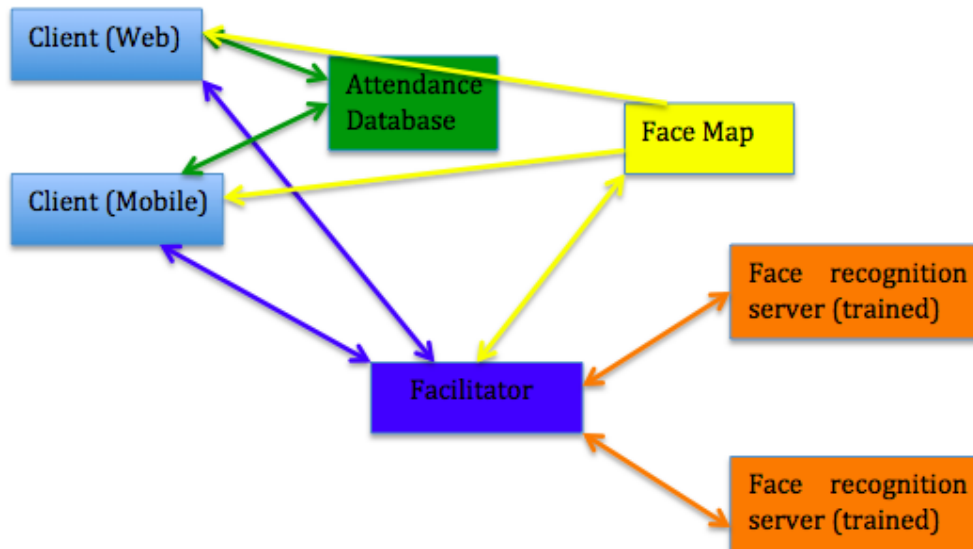 Client (Web)
Attendance
Database
Face Map
Client (Mobile)
Face recognition
server (trained)
Facilitator
Face recognition
server (trained)